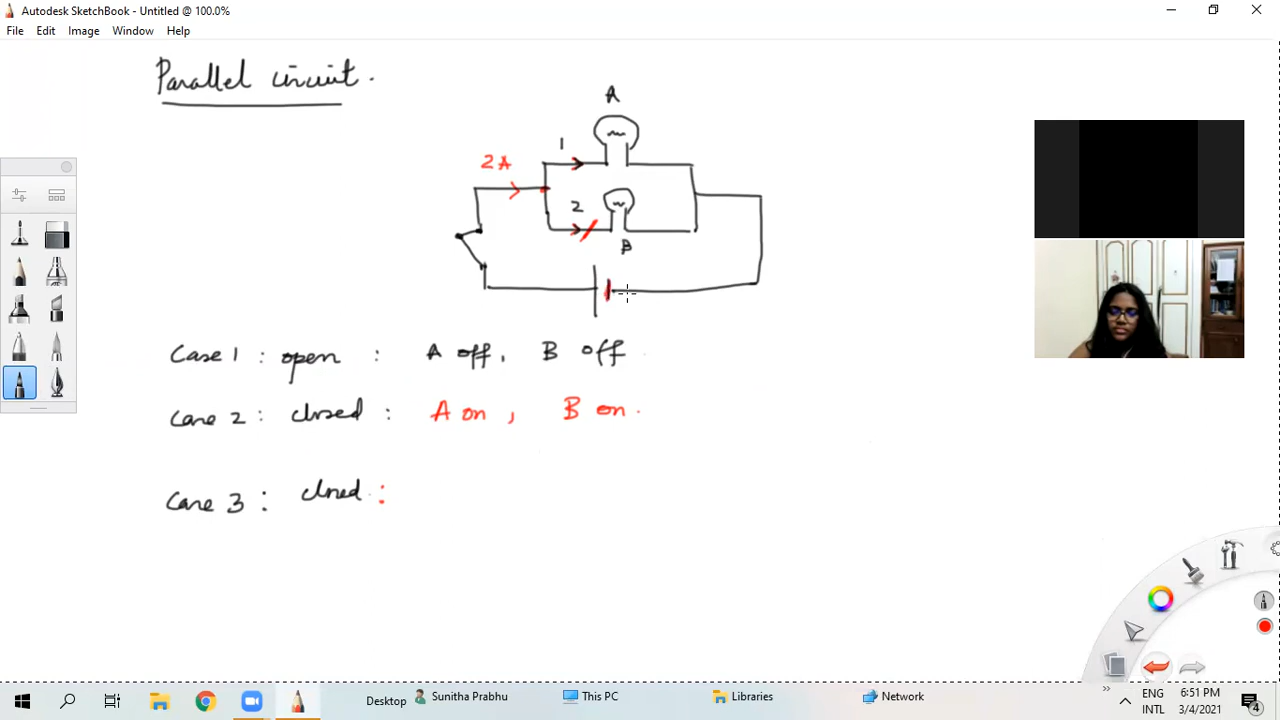 Autodesk SketchBook - Untitled @ 100.0%
File Edit Image Window Help
Parallel circuit.
A
2A
1
2
B
Case 1 : open : A off, B off
Case 2 : closed : A on , B on.
Case 3 : closed :
Desktop
Sunitha Prabhu
This PC
Libraries
Network
ENG
INTL
6:51 PM
3/4/2021
4